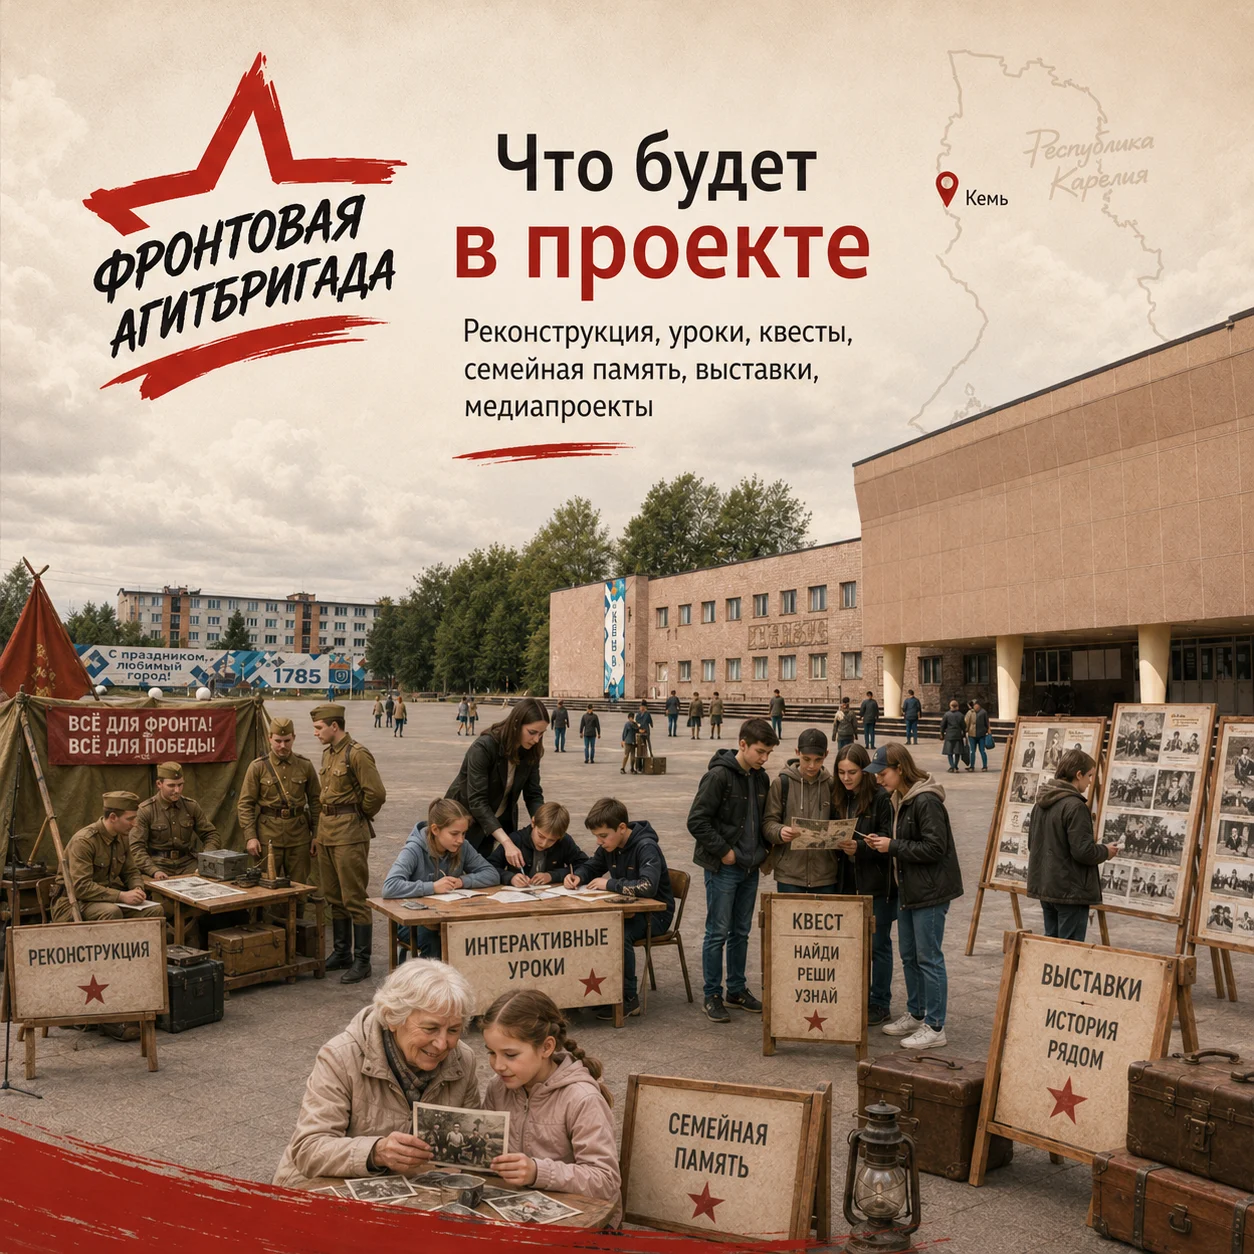 ФРОНТОВАЯ
АГИТБРИГАДА
Что будет
в проекте
Реконструкция, уроки, квесты,
семейная память, выставки,
медиапроекты
Республика
Карелия
Кемь
С праздником,
любимый
город!
1785
ВСЁ ДЛЯ ФРОНТА!
ВСЁ ДЛЯ ПОБЕДЫ!
РЕКОНСТРУКЦИЯ
ИНТЕРАКТИВНЫЕ
УРОКИ
КВЕСТ
НАЙДИ
РЕШИ
УЗНАЙ
ВЫСТАВКИ
ИСТОРИЯ
РЯДОМ
СЕМЕЙНАЯ
ПАМЯТЬ